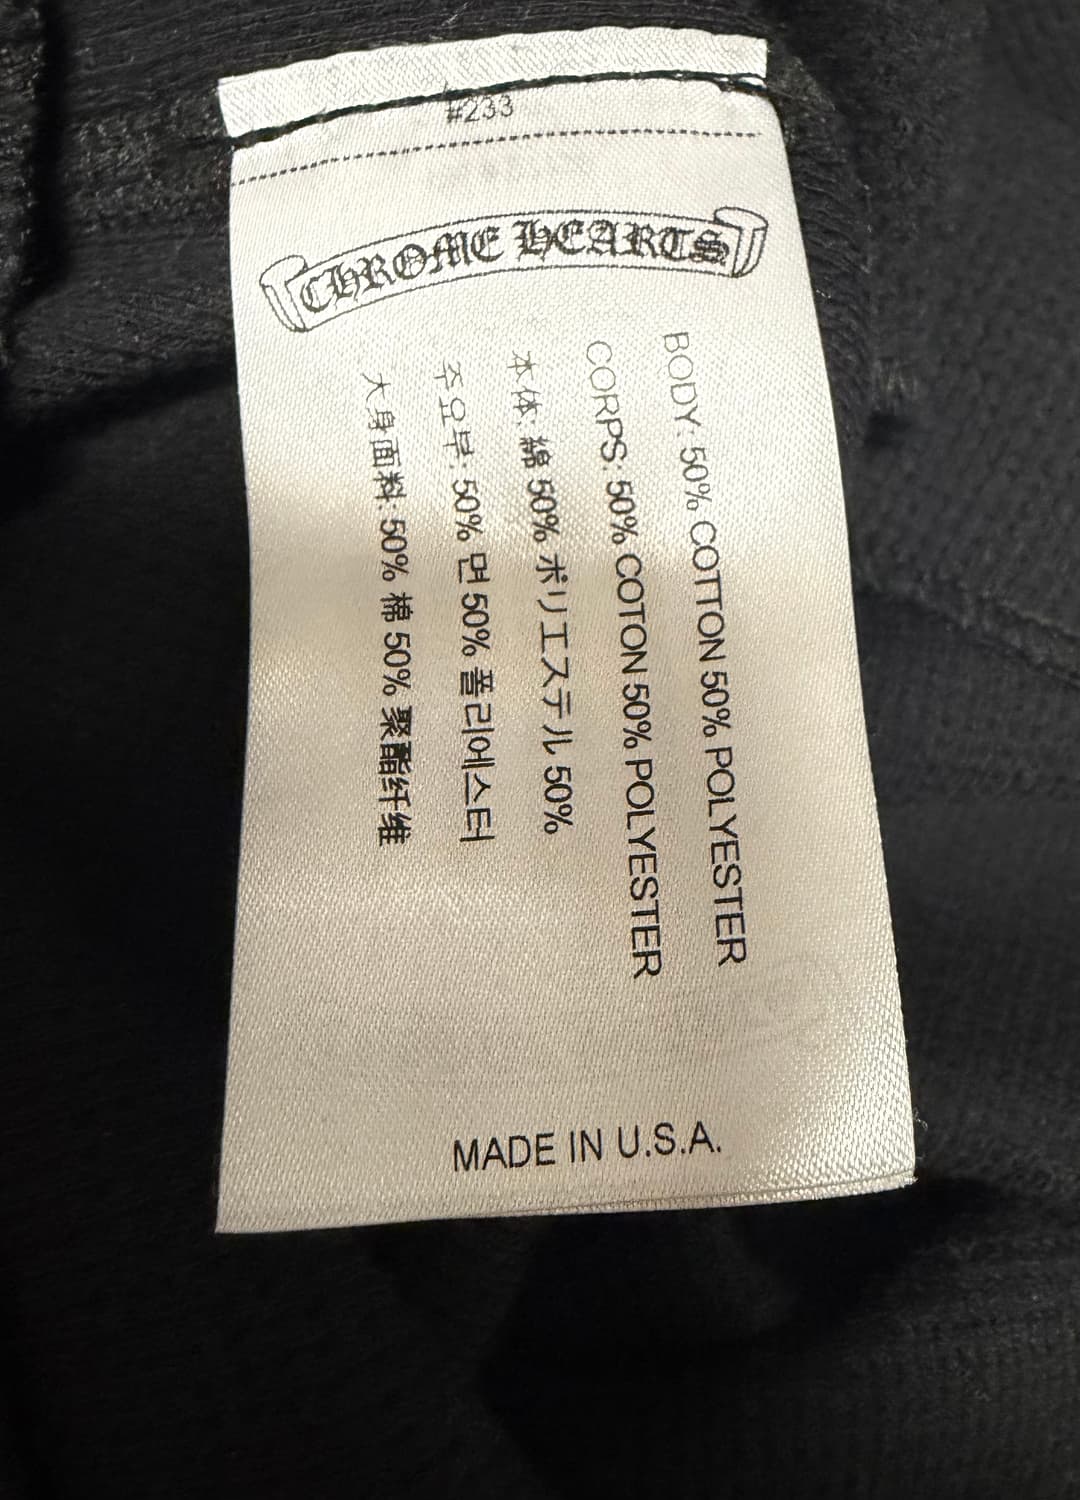 #233
CHROME HEARTS
BODY: 50% COTTON 50% POLYESTER
CORPS: 50% COTON 50% POLYESTER
本体: 綿 50% ポリエステル 50%
주요부: 50% 면 50% 폴리에스터
大身面料: 50% 棉 50% 聚酯纤维
MADE IN U.S.A.